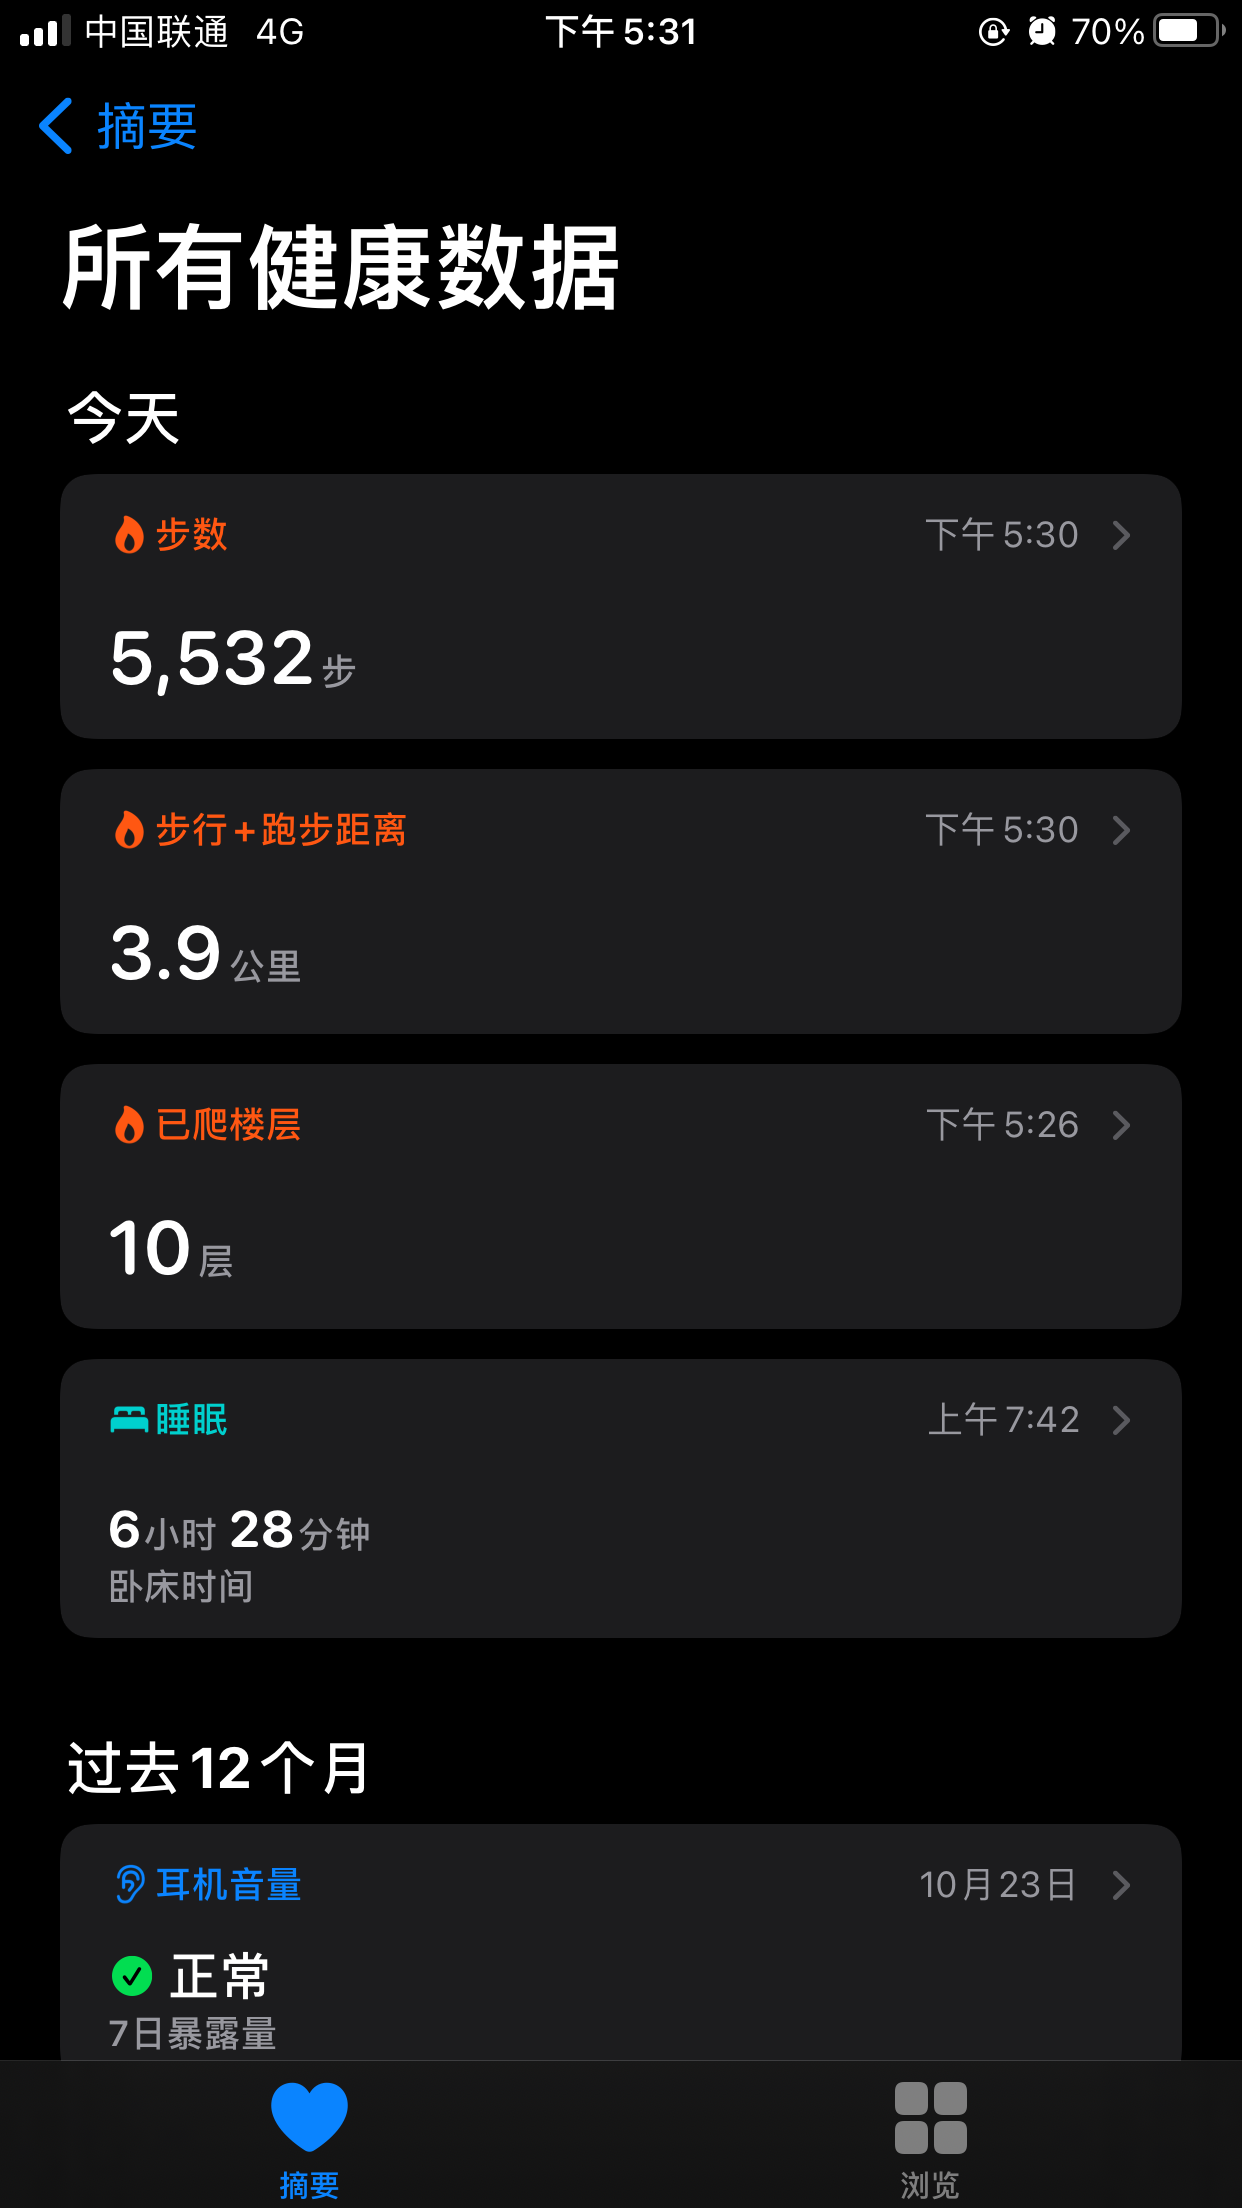 中国联通 4G 下午 5:31 70%
摘要
所有健康数据
今天
步数 下午 5:30
5,532 步
步行+跑步距离 下午 5:30
3.9 公里
已爬楼层 下午 5:26
10 层
睡眠 上午 7:42
6小时 28分钟
卧床时间
过去12个月
耳机音量 10月23日
正常
7日暴露量
摘要 浏览